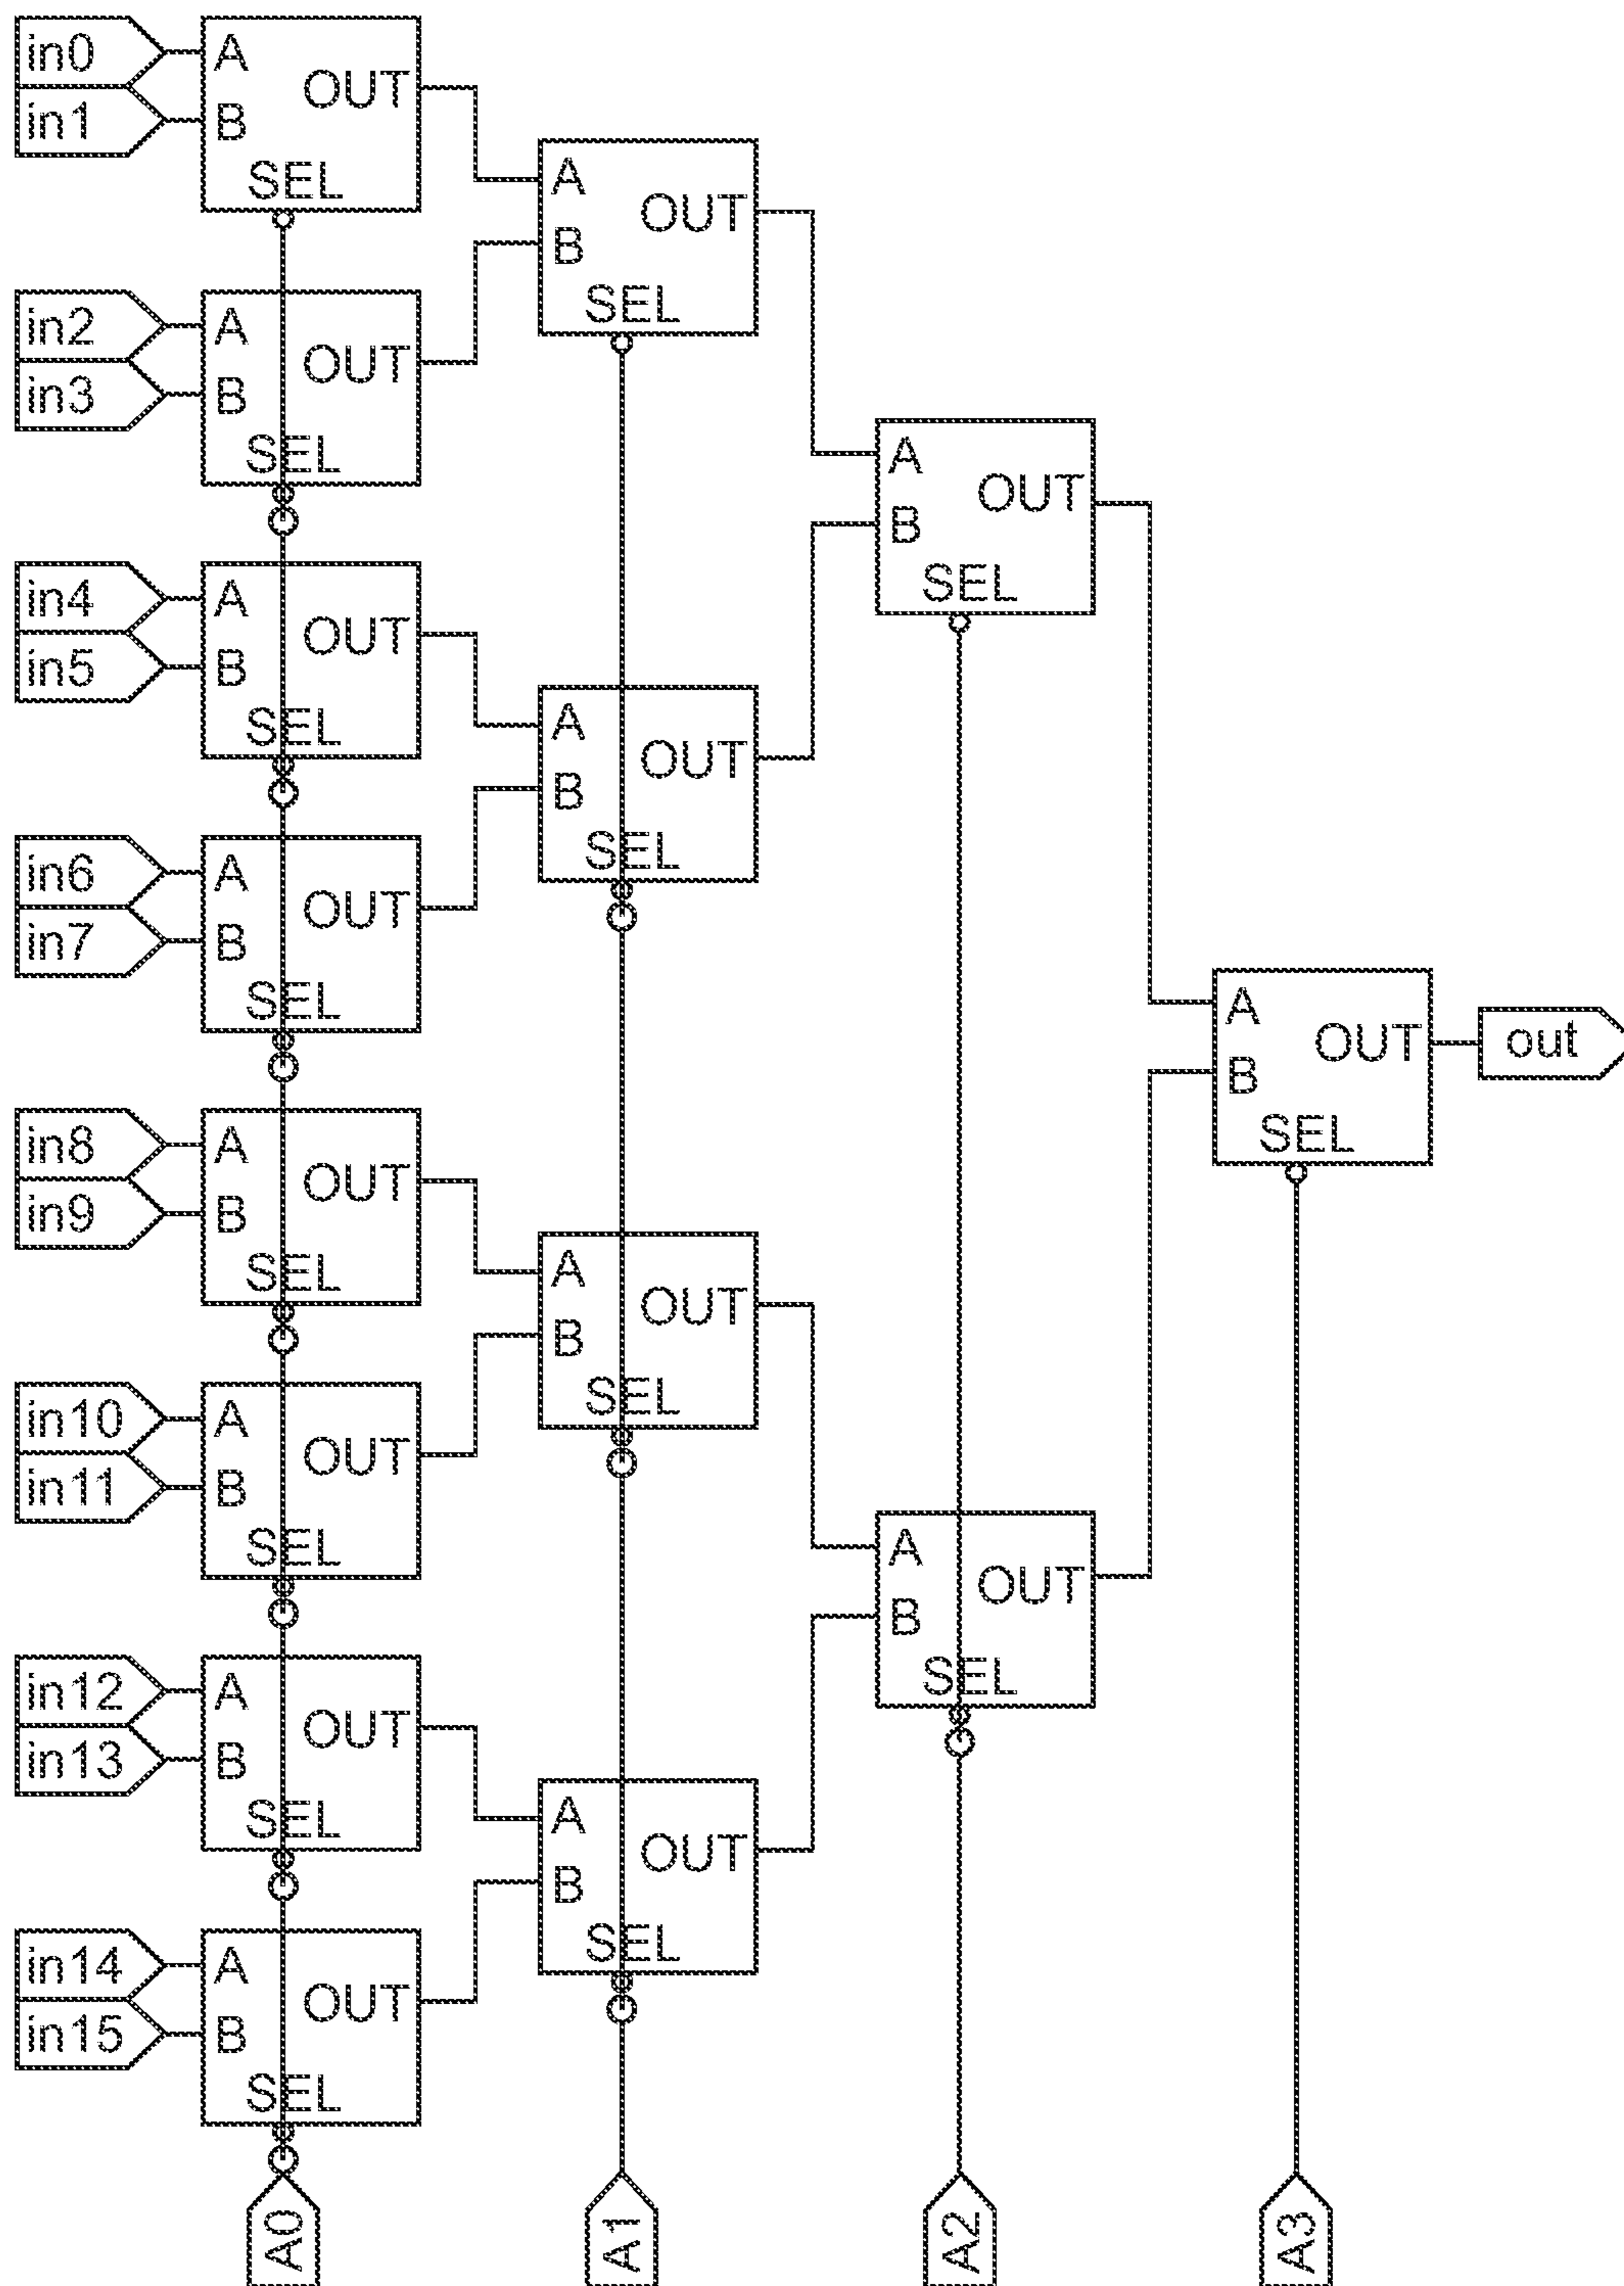 in0
in1
A
B
OUT
SEL
in2
in3
A
B
OUT
SEL
in4
in5
A
B
OUT
SEL
in6
in7
A
B
OUT
SEL
in8
in9
A
B
OUT
SEL
in10
in11
A
B
OUT
SEL
in12
in13
A
B
OUT
SEL
in14
in15
A
B
OUT
SEL
A
B
OUT
SEL
A
B
OUT
SEL
A
B
OUT
SEL
A
B
OUT
SEL
A
B
OUT
SEL
A
B
OUT
SEL
A
B
OUT
SEL
out
A0
A1
A2
A3